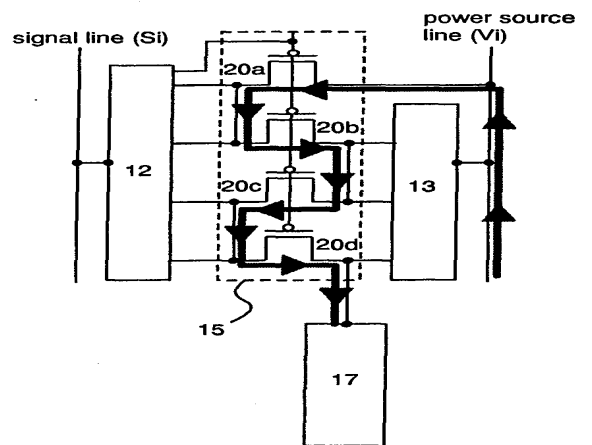 power source
line (Vi)
signal line (Si)
20a
20b
12
13
20c
20d
15
17